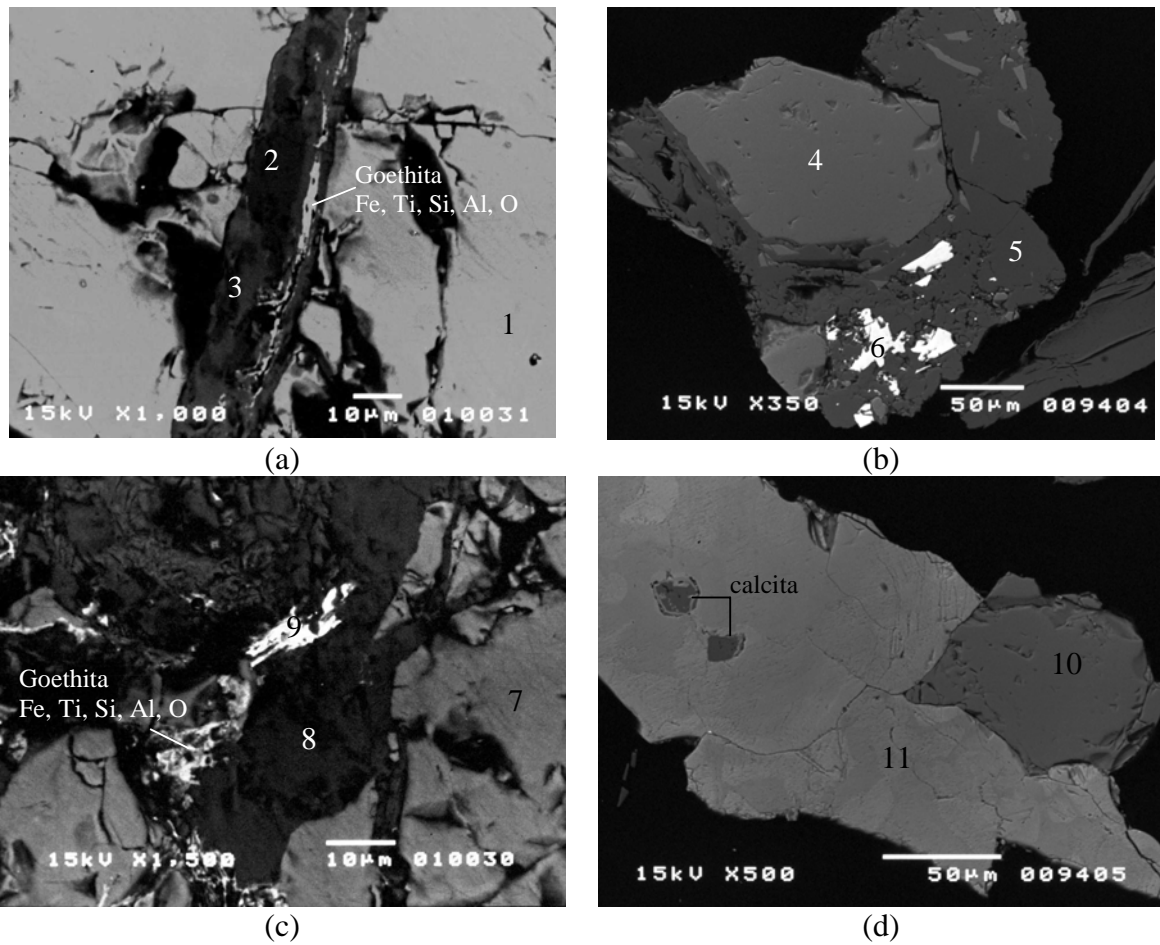 2
Goethita
Fe, Ti, Si, Al, O
3
1
15kV X1,000 10µm 010031
(a)
4
5
6
15kV X350 50µm 009404
(b)
9
Goethita
Fe, Ti, Si, Al, O
7
8
15kV X1,500 10µm 010030
(c)
calcita
10
11
15kV X500 50µm 009405
(d)